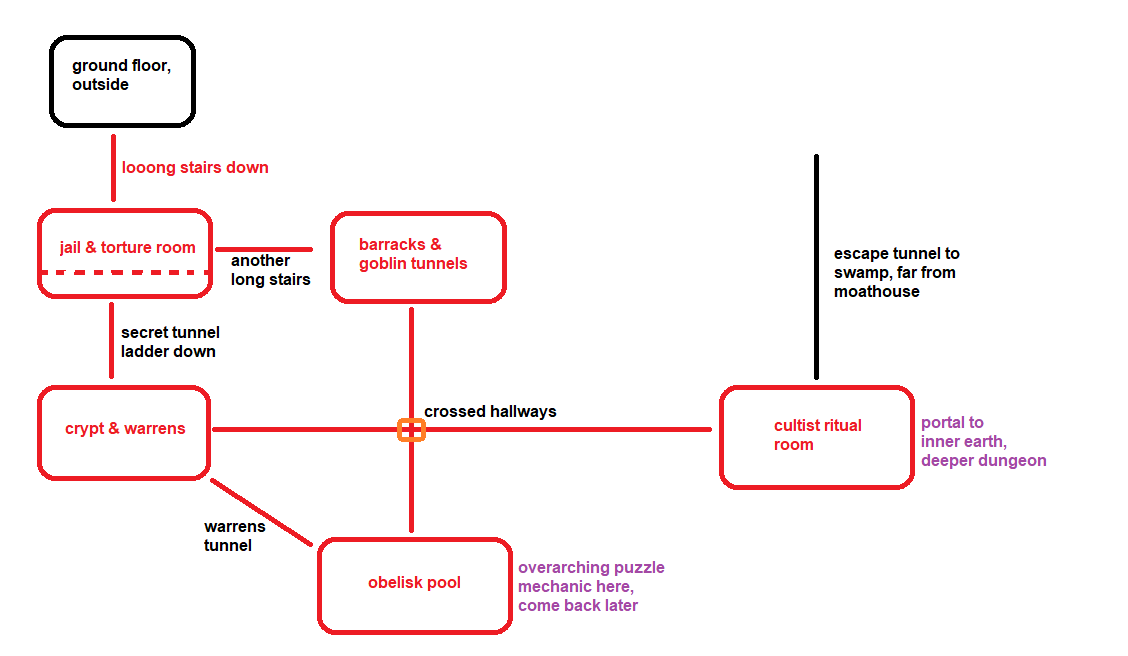 ground floor,
outside
looong stairs down
jail & torture room
another
long stairs
barracks &
goblin tunnels
escape tunnel to
swamp, far from
moathouse
secret tunnel
ladder down
crypt & warrens
crossed hallways
cultist ritual
room
portal to
inner earth,
deeper dungeon
warrens
tunnel
obelisk pool
overarching puzzle
mechanic here,
come back later